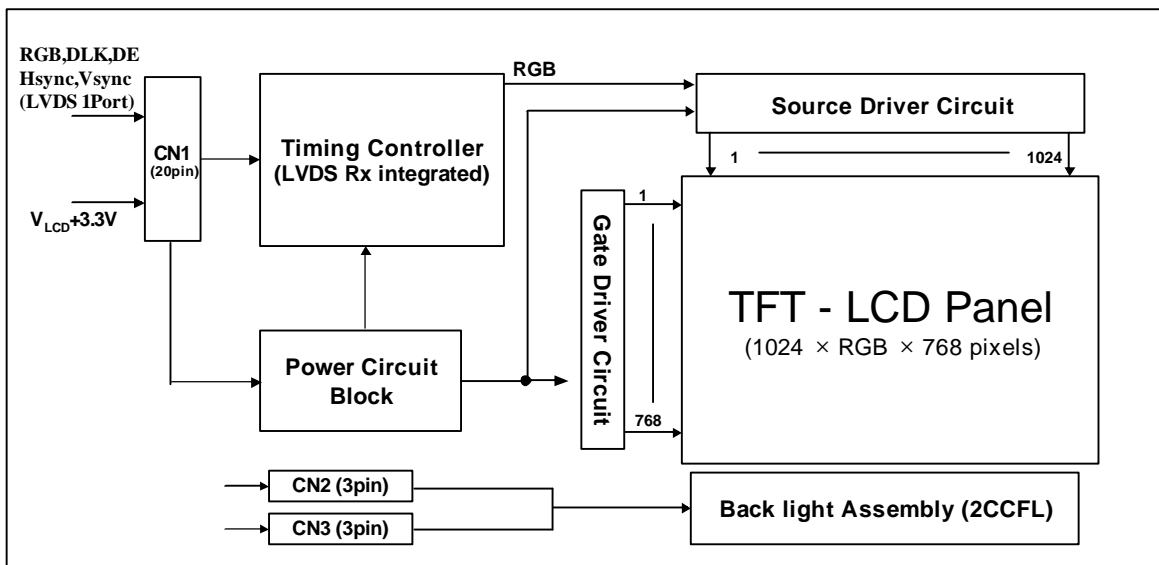 RGB,DLK,DE
Hsync,Vsync
(LVDS 1Port)
CN1
(20pin)
VLCD+3.3V
Timing Controller
(LVDS Rx integrated)
RGB
Source Driver Circuit
1
1024
Gate Driver Circuit
1
768
TFT - LCD Panel
(1024 × RGB × 768 pixels)
Power Circuit
Block
CN2 (3pin)
CN3 (3pin)
Back light Assembly (2CCFL)